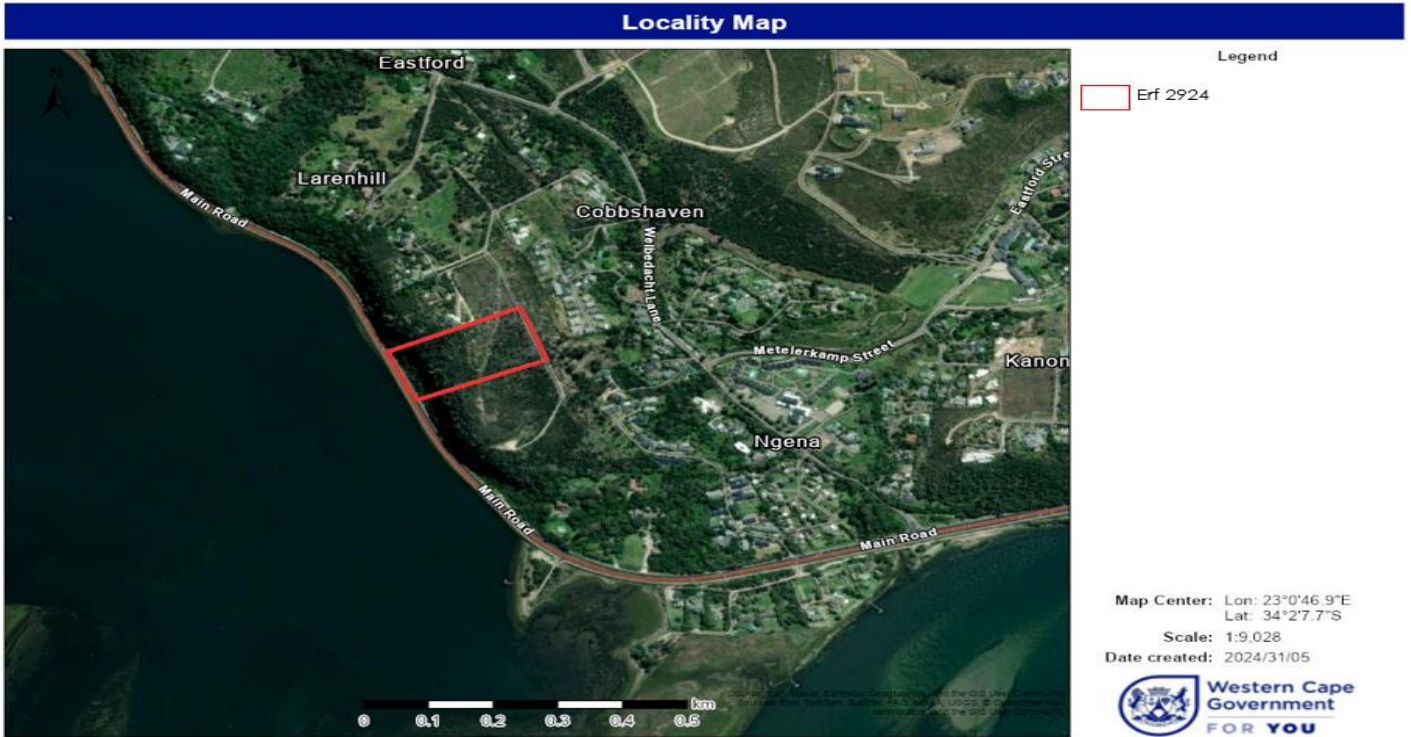 Locality Map
Legend
Erf 2924
N
Eastford
Larenhill
Cobbshaven
Eastford Stre
Main Road
Welbedacht Lane
Metelerkamp Street
Kanon
Ngena
Main Road
Main Road
km
0 0.1 0.2 0.3 0.4 0.5
Map Center: Lon: 23°0'46.9"E
Lat: 34°2'7.7"S
Scale: 1:9,028
Date created: 2024/31/05
Western Cape
Government
FOR YOU